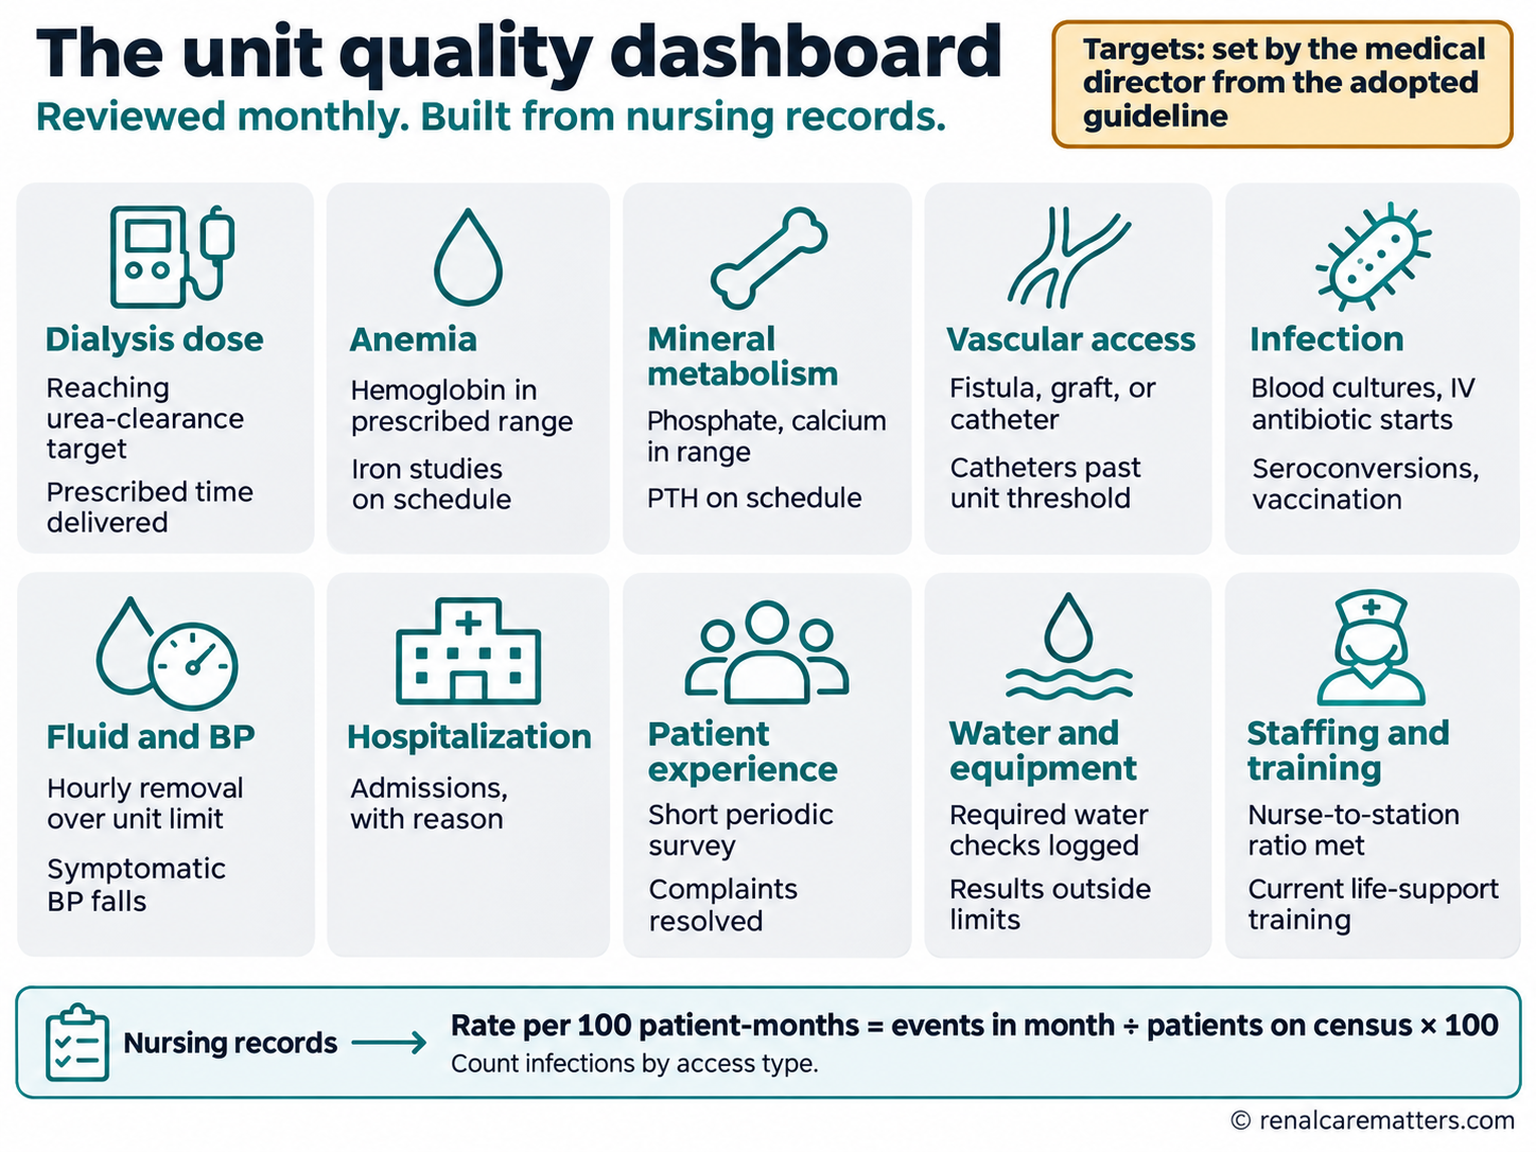 The unit quality dashboard
Reviewed monthly. Built from nursing records.
Targets: set by the medical
director from the adopted
guideline
Dialysis dose
Reaching
urea-clearance
target
Prescribed time
delivered
Anemia
Hemoglobin in
prescribed range
Iron studies
on schedule
Mineral
metabolism
Phosphate, calcium
in range
PTH on schedule
Vascular access
Fistula, graft, or
catheter
Catheters past
unit threshold
Infection
Blood cultures, IV
antibiotic starts
Seroconversions,
vaccination
Fluid and BP
Hourly removal
over unit limit
Symptomatic
BP falls
Hospitalization
Admissions,
with reason
Patient
experience
Short periodic
survey
Complaints
resolved
Water and
equipment
Required water
checks logged
Results outside
limits
Staffing and
training
Nurse-to-station
ratio met
Current life-support
training
Nursing records
Rate per 100 patient-months = events in month ÷ patients on census × 100
Count infections by access type.
© renalcarematters.com